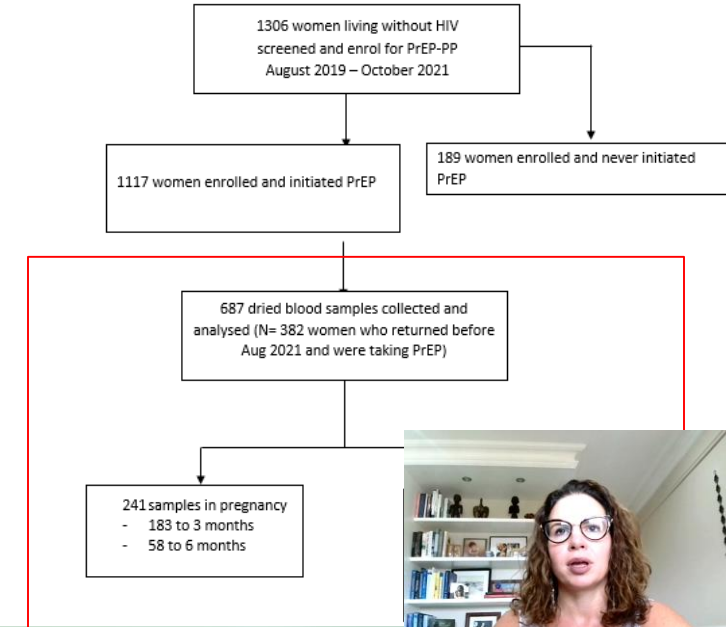 1306 women living without HIV
screened and enrol for PrEP-PP
August 2019 – October 2021
1117 women enrolled and initiated PrEP
189 women enrolled and never initiated
PrEP
687 dried blood samples collected and
analysed (N= 382 women who returned before
Aug 2021 and were taking PrEP)
241 samples in pregnancy
- 183 to 3 months
- 58 to 6 months